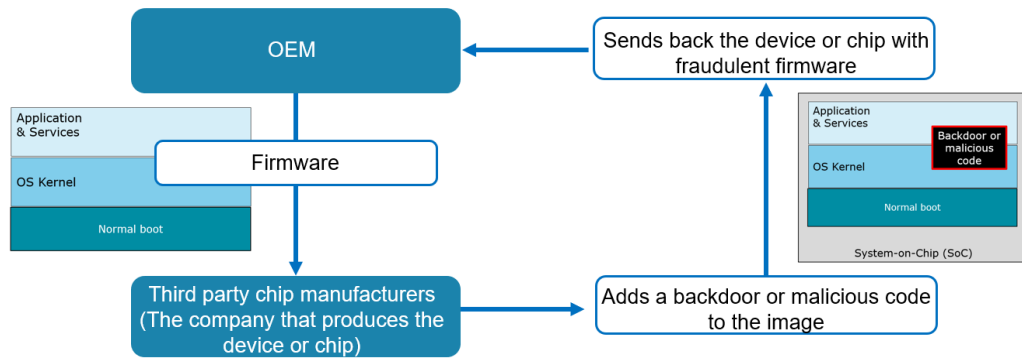 OEM
Sends back the device or chip with
fraudulent firmware
Application
& Services
Firmware
OS Kernel
Normal boot
Application
& Services
Backdoor or
malicious
code
OS Kernel
Normal boot
System-on-Chip (SoC)
Third party chip manufacturers
(The company that produces the
device or chip)
Adds a backdoor or malicious code
to the image